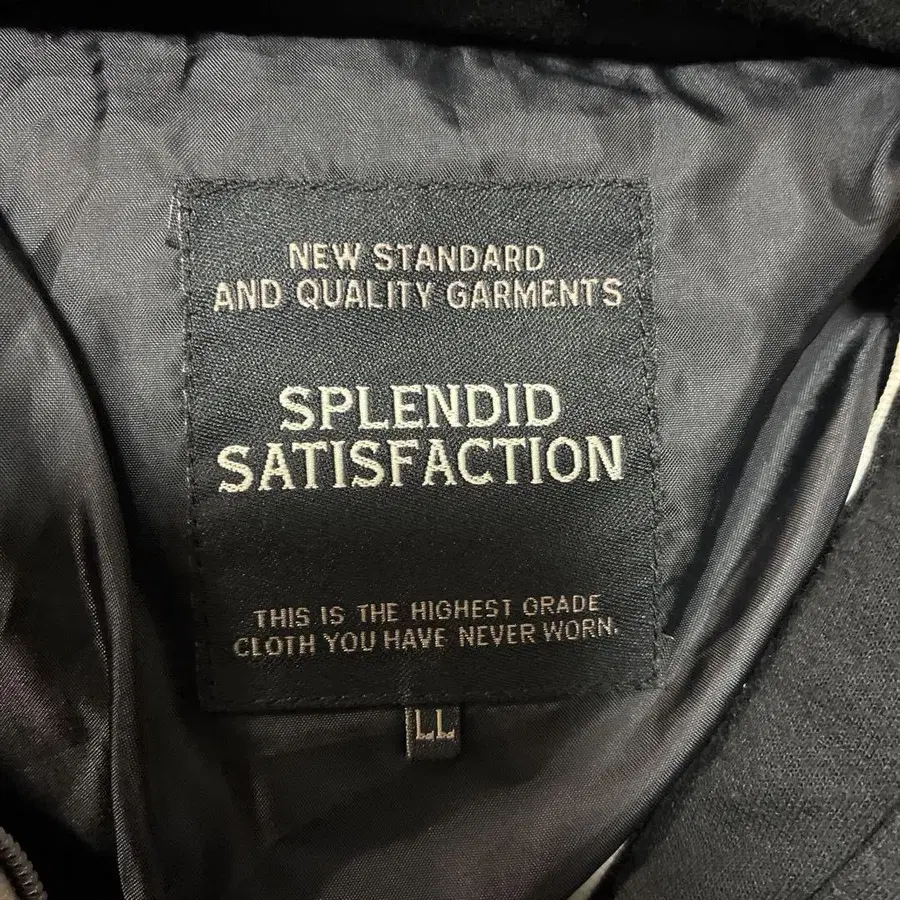 NEW STANDARD
AND QUALITY GARMENTS
SPLENDID
SATISFACTION
THIS IS THE HIGHEST GRADE
CLOTH YOU HAVE NEVER WORN.
LL